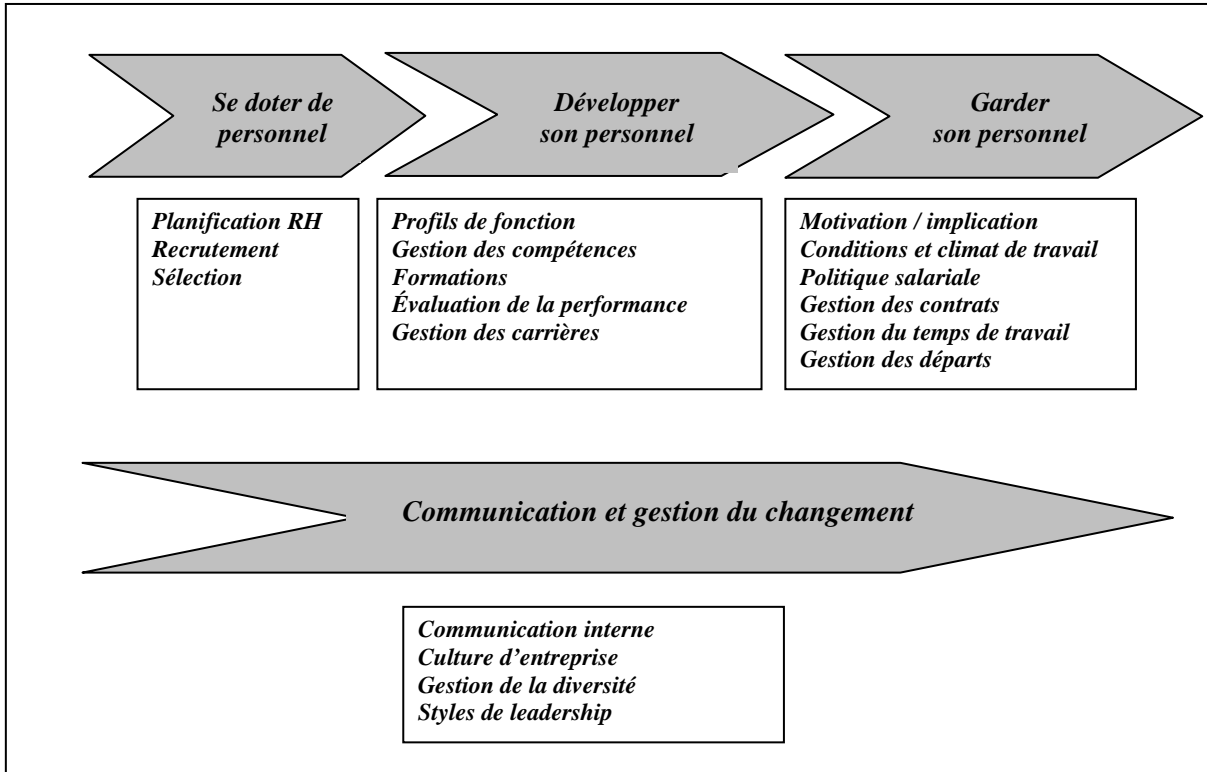 Se doter de
personnel
Développer
son personnel
Garder
son personnel
Planification RH
Recrutement
Sélection
Profils de fonction
Gestion des compétences
Formations
Évaluation de la performance
Gestion des carrières
Motivation / implication
Conditions et climat de travail
Politique salariale
Gestion des contrats
Gestion du temps de travail
Gestion des départs
Communication et gestion du changement
Communication interne
Culture d’entreprise
Gestion de la diversité
Styles de leadership